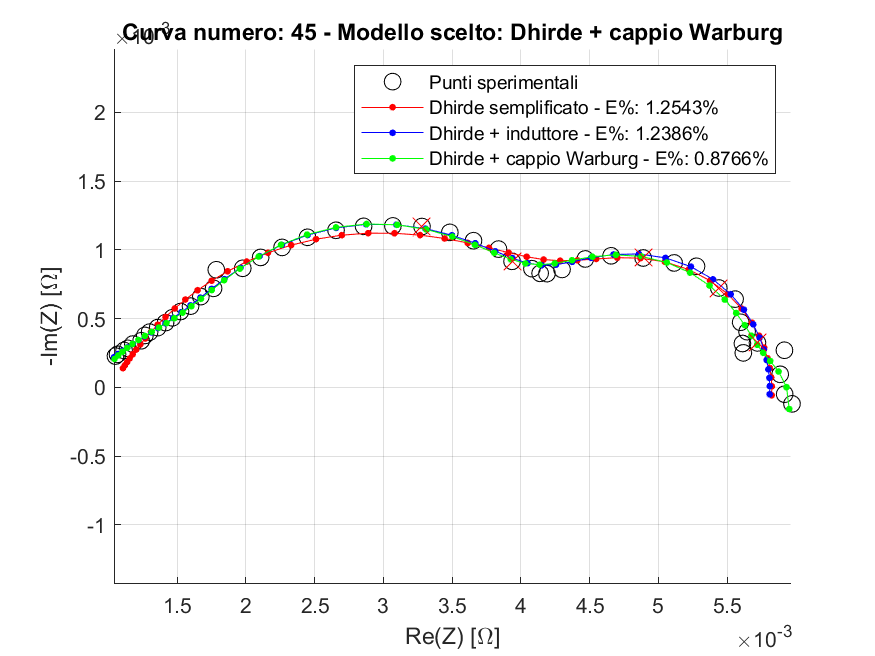 Curva numero: 45 - Modello scelto: Dhirde + cappio Warburg
×10⁻³
Punti sperimentali
Dhirde semplificato - E%: 1.2543%
Dhirde + induttore - E%: 1.2386%
Dhirde + cappio Warburg - E%: 0.8766%
2
1.5
1
0.5
0
-0.5
-1
-Im(Z) [Ω]
1.5 2 2.5 3 3.5 4 4.5 5 5.5
Re(Z) [Ω]
×10⁻³